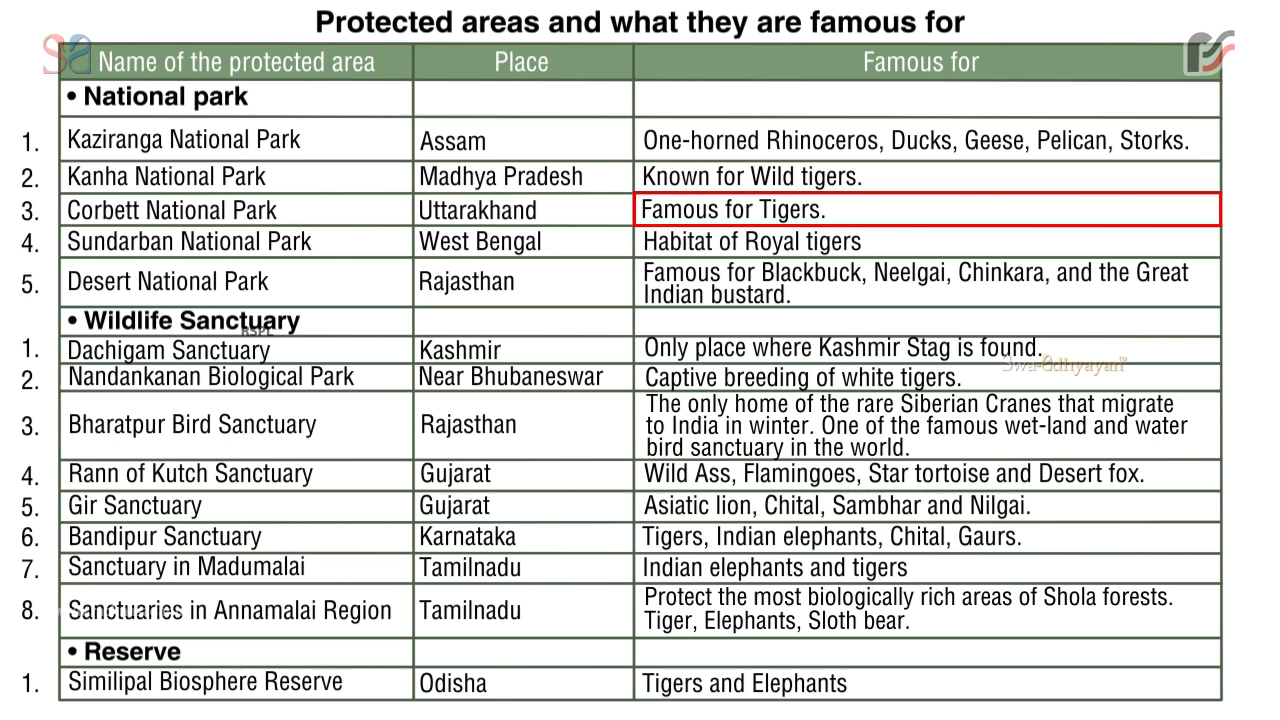 Protected areas and what they are famous for
Name of the protected area Place Famous for
• National park
1. Kaziranga National Park Assam One-horned Rhinoceros, Ducks, Geese, Pelican, Storks.
2. Kanha National Park Madhya Pradesh Known for Wild tigers.
3. Corbett National Park Uttarakhand Famous for Tigers.
4. Sundarban National Park West Bengal Habitat of Royal tigers
5. Desert National Park Rajasthan Famous for Blackbuck, Neelgai, Chinkara, and the Great
Indian bustard.
• Wildlife Sanctuary
RSPL
1. Dachigam Sanctuary Kashmir Only place where Kashmir Stag is found.
Swa-Adhyayan
2. Nandankanan Biological Park Near Bhubaneswar Captive breeding of white tigers.
3. Bharatpur Bird Sanctuary Rajasthan The only home of the rare Siberian Cranes that migrate
to India in winter. One of the famous wet-land and water
bird sanctuary in the world.
4. Rann of Kutch Sanctuary Gujarat Wild Ass, Flamingoes, Star tortoise and Desert fox.
5. Gir Sanctuary Gujarat Asiatic lion, Chital, Sambhar and Nilgai.
6. Bandipur Sanctuary Karnataka Tigers, Indian elephants, Chital, Gaurs.
7. Sanctuary in Madumalai Tamilnadu Indian elephants and tigers
8. Sanctuaries in Annamalai Region Tamilnadu Protect the most biologically rich areas of Shola forests.
Tiger, Elephants, Sloth bear.
• Reserve
1. Similipal Biosphere Reserve Odisha Tigers and Elephants